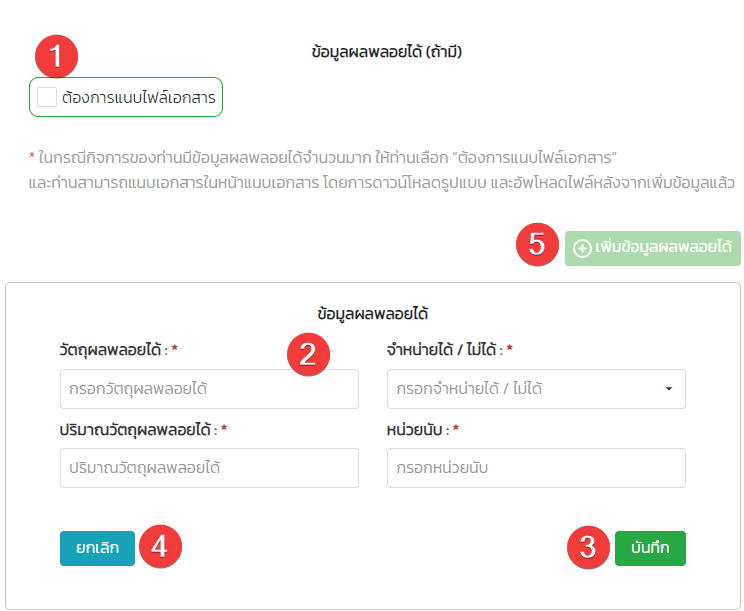 1
ข้อมูลผลพลอยได้ (ถ้ามี)
ต้องการแนบไฟล์เอกสาร
* ในกรณีกิจการของท่านมีข้อมูลผลพลอยได้จำนวนมาก ให้ท่านเลือก "ต้องการแนบไฟล์เอกสาร"
และท่านสามารถแนบเอกสารในหน้าแนบเอกสาร โดยการดาวน์โหลดรูปแบบ และอัพโหลดไฟล์หลังจากเพิ่มข้อมูลแล้ว
5 เพิ่มข้อมูลผลพลอยได้
ข้อมูลผลพลอยได้
วัตถุผลพลอยได้ : * 2 จำหน่ายได้ / ไม่ได้ : *
กรอกวัตถุผลพลอยได้ กรอกจำหน่ายได้ / ไม่ได้
ปริมาณวัตถุผลพลอยได้ : * หน่วยนับ : *
ปริมาณวัตถุผลพลอยได้ กรอกหน่วยนับ
ยกเลิก 4 3 บันทึก